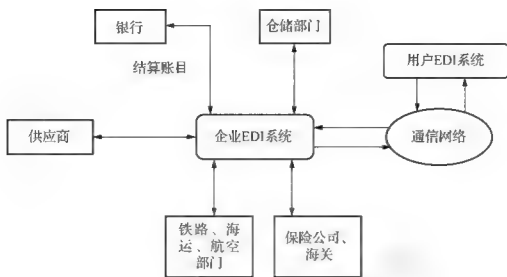 银行
仓储部门
用户EDI系统
结算账目
供应商
企业EDI系统
通信网络
铁路、海
运、航空
部门
保险公司、
海关